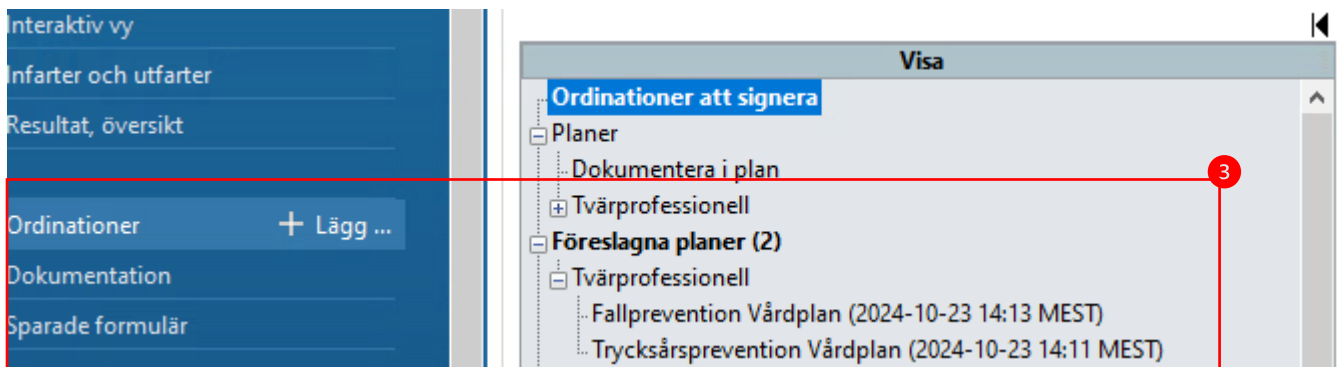 Interaktiv vy
Infarter och utfarter
Resultat, översikt
Ordinationer + Lägg ...
Dokumentation
Sparade formulär
Visa
Ordinationer att signera
Planer
Dokumentera i plan
3
Tvärprofessionell
Föreslagna planer (2)
Tvärprofessionell
Fallprevention Vårdplan (2024-10-23 14:13 MEST)
Trycksårsprevention Vårdplan (2024-10-23 14:11 MEST)